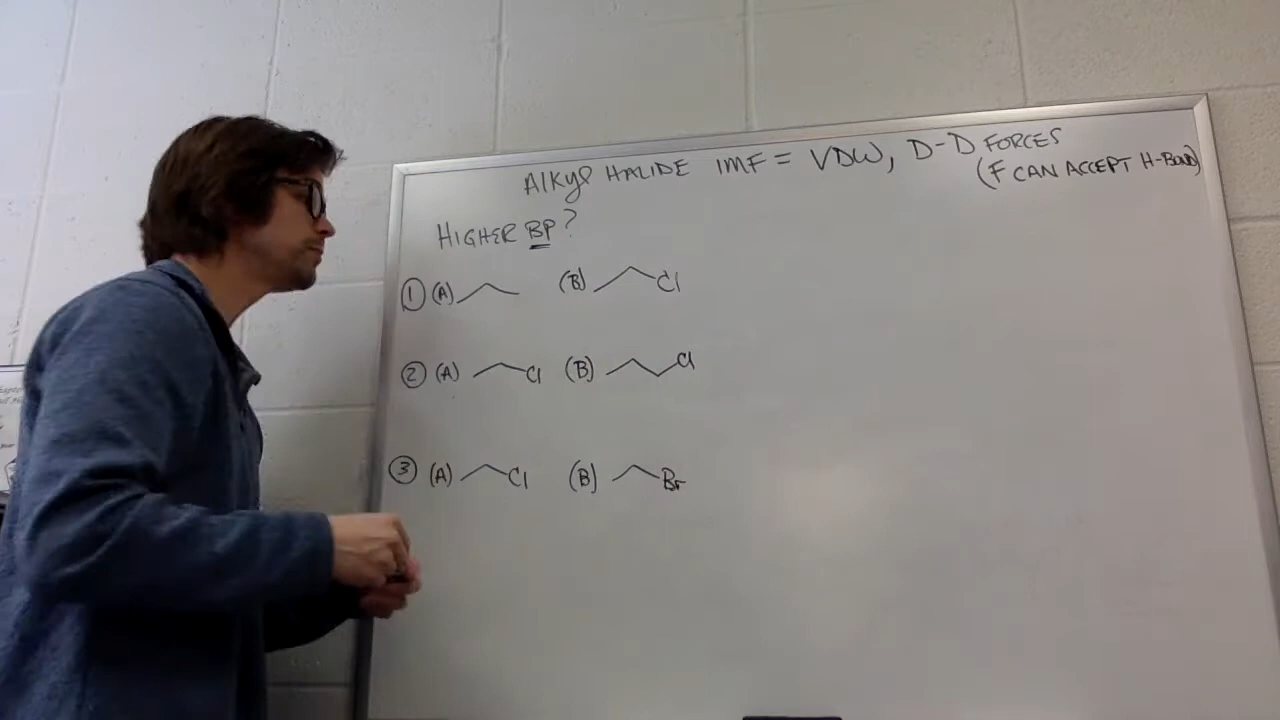 Alkyl HALIDE IMF = VDW, D-D FORCES
(F CAN ACCEPT H-BOND)
HIGHER BP?
① (A) (B) Cl
② (A) Cl (B) Cl
③ (A) Cl (B) Br